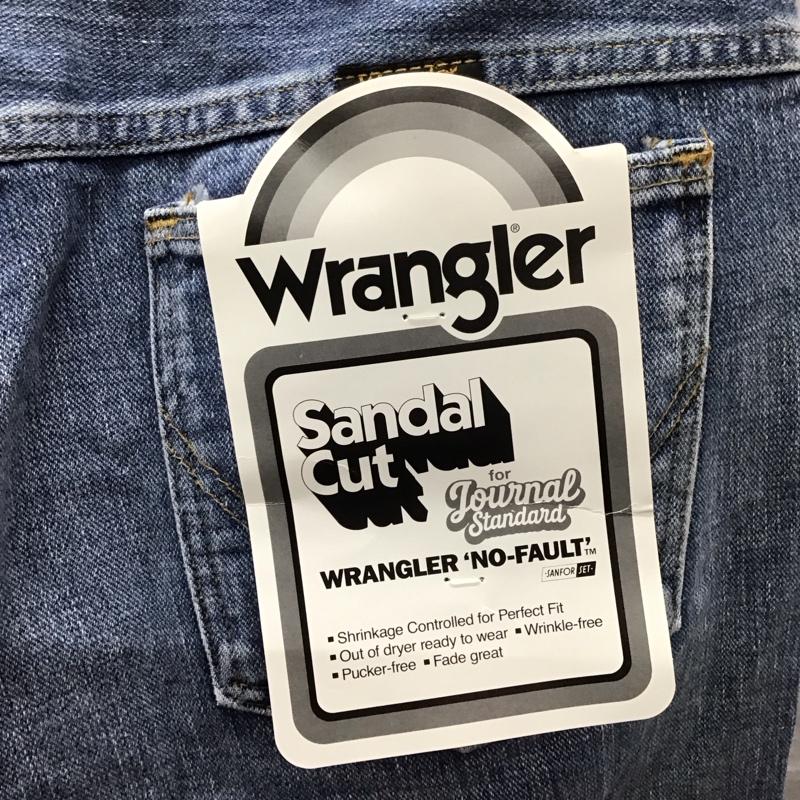 Wrangler®
Sandal
Cut
for
Journal
Standard
WRANGLER 'NO-FAULT'™
-SANFOR SET-
▪ Shrinkage Controlled for Perfect Fit
▪ Out of dryer ready to wear ▪ Wrinkle-free
▪ Pucker-free ▪ Fade great